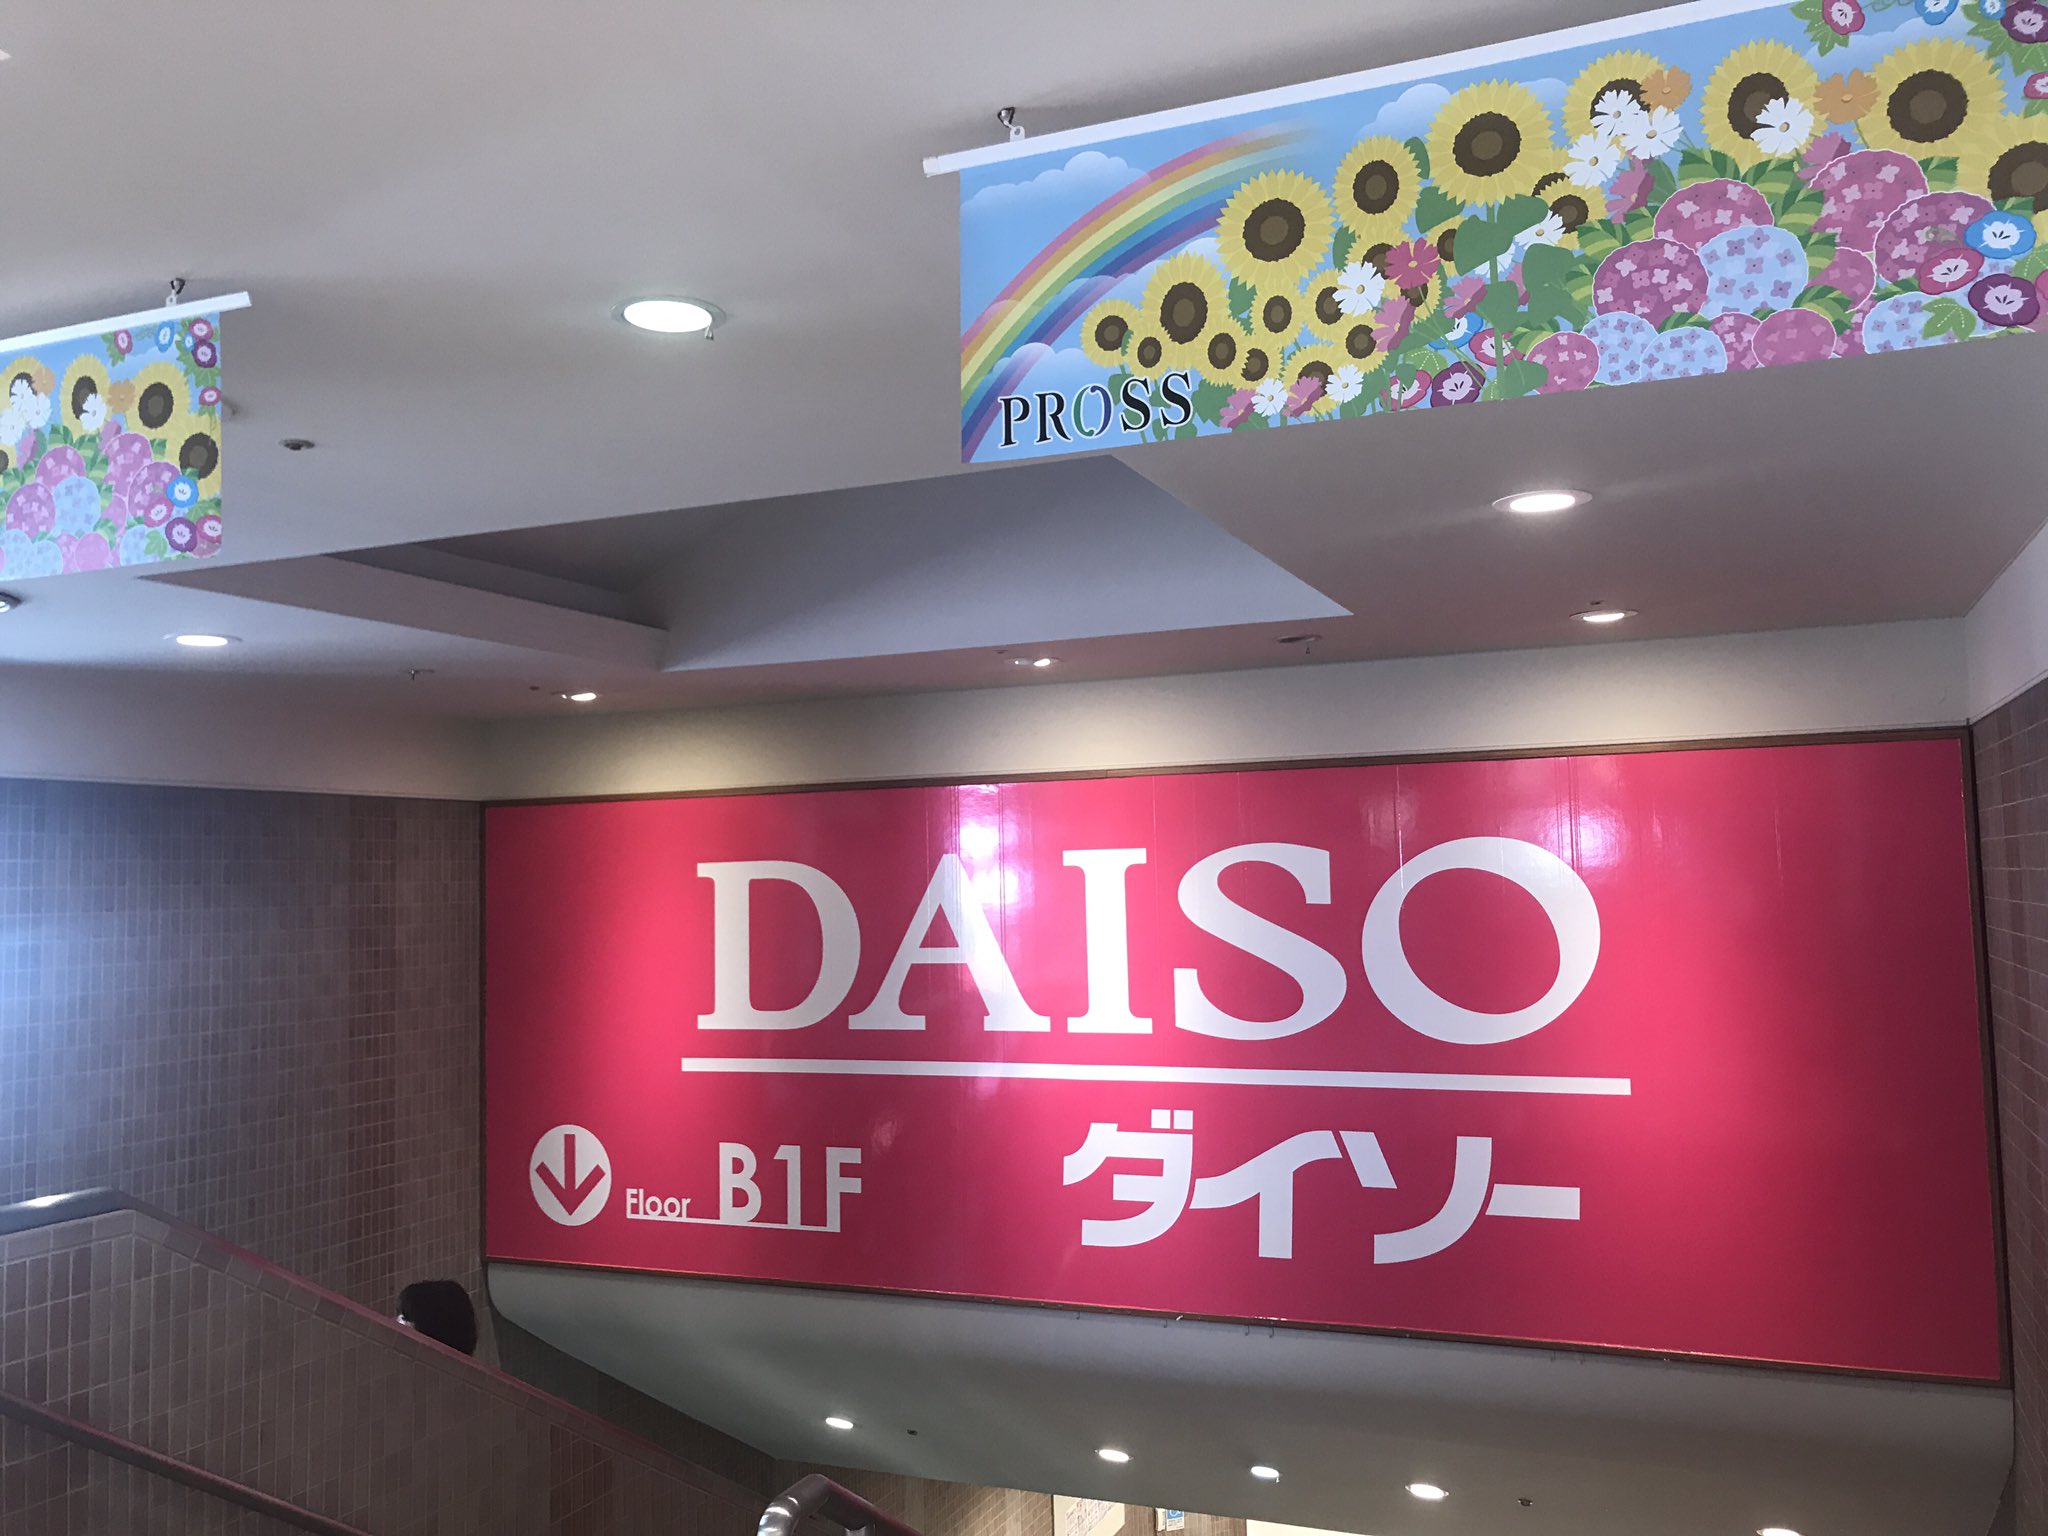 PROSS
DAISO
Floor B1F
ダイソー